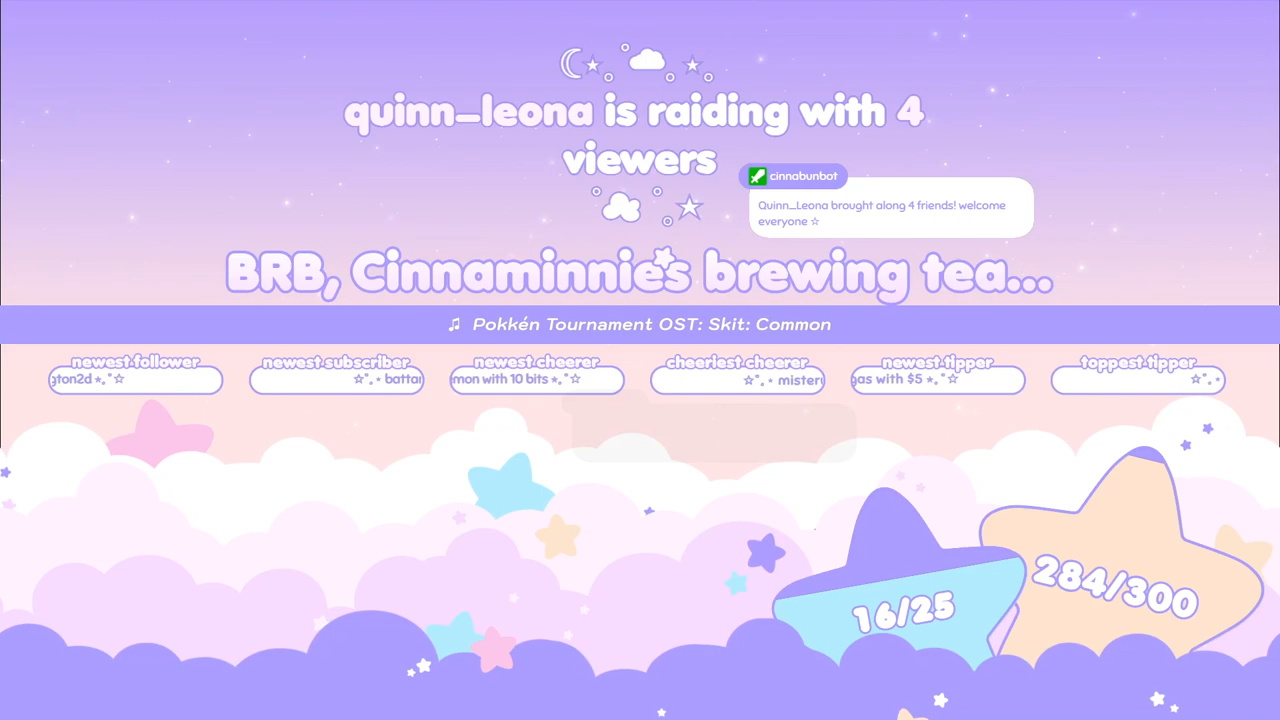 quinn_leona is raiding with 4
viewers
cinnabunbot
Quinn_Leona brought along 4 friends! welcome
everyone ☆
BRB, Cinnaminnie's brewing tea...
♫ Pokkén Tournament OST: Skit: Common
newest follower
newest subscriber
newest cheerer
cheeriest cheerer
newest tipper
toppest tipper
with 10 bits ⋆｡˚☆
with $5 ⋆｡˚☆
16/25
284/300